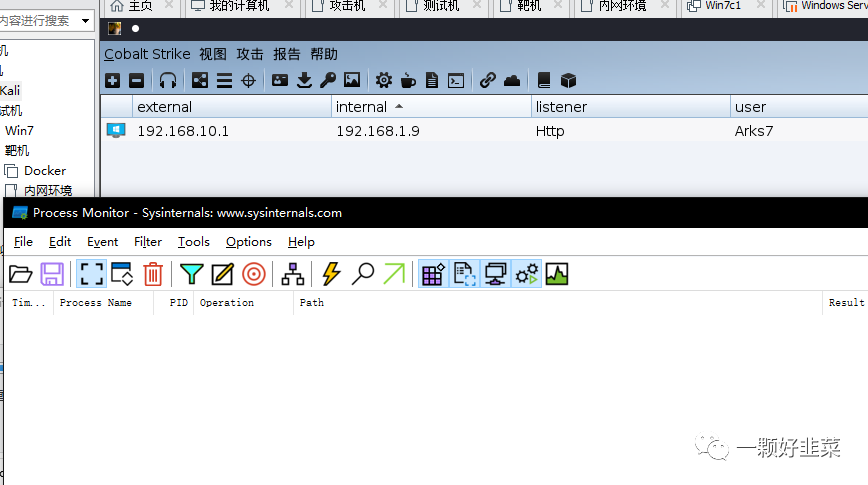 主页 我的计算机 攻击机 测试机 靶机 内网环境 Win7c1 Windows Serv
内容进行搜索
机
Kali
试机
Win7
靶机
Docker
内网环境
Cobalt Strike 视图 攻击 报告 帮助
external internal listener user
192.168.10.1 192.168.1.9 Http Arks7
Process Monitor - Sysinternals: www.sysinternals.com
File Edit Event Filter Tools Options Help
Tim... Process Name PID Operation Path Result
一颗好韭菜